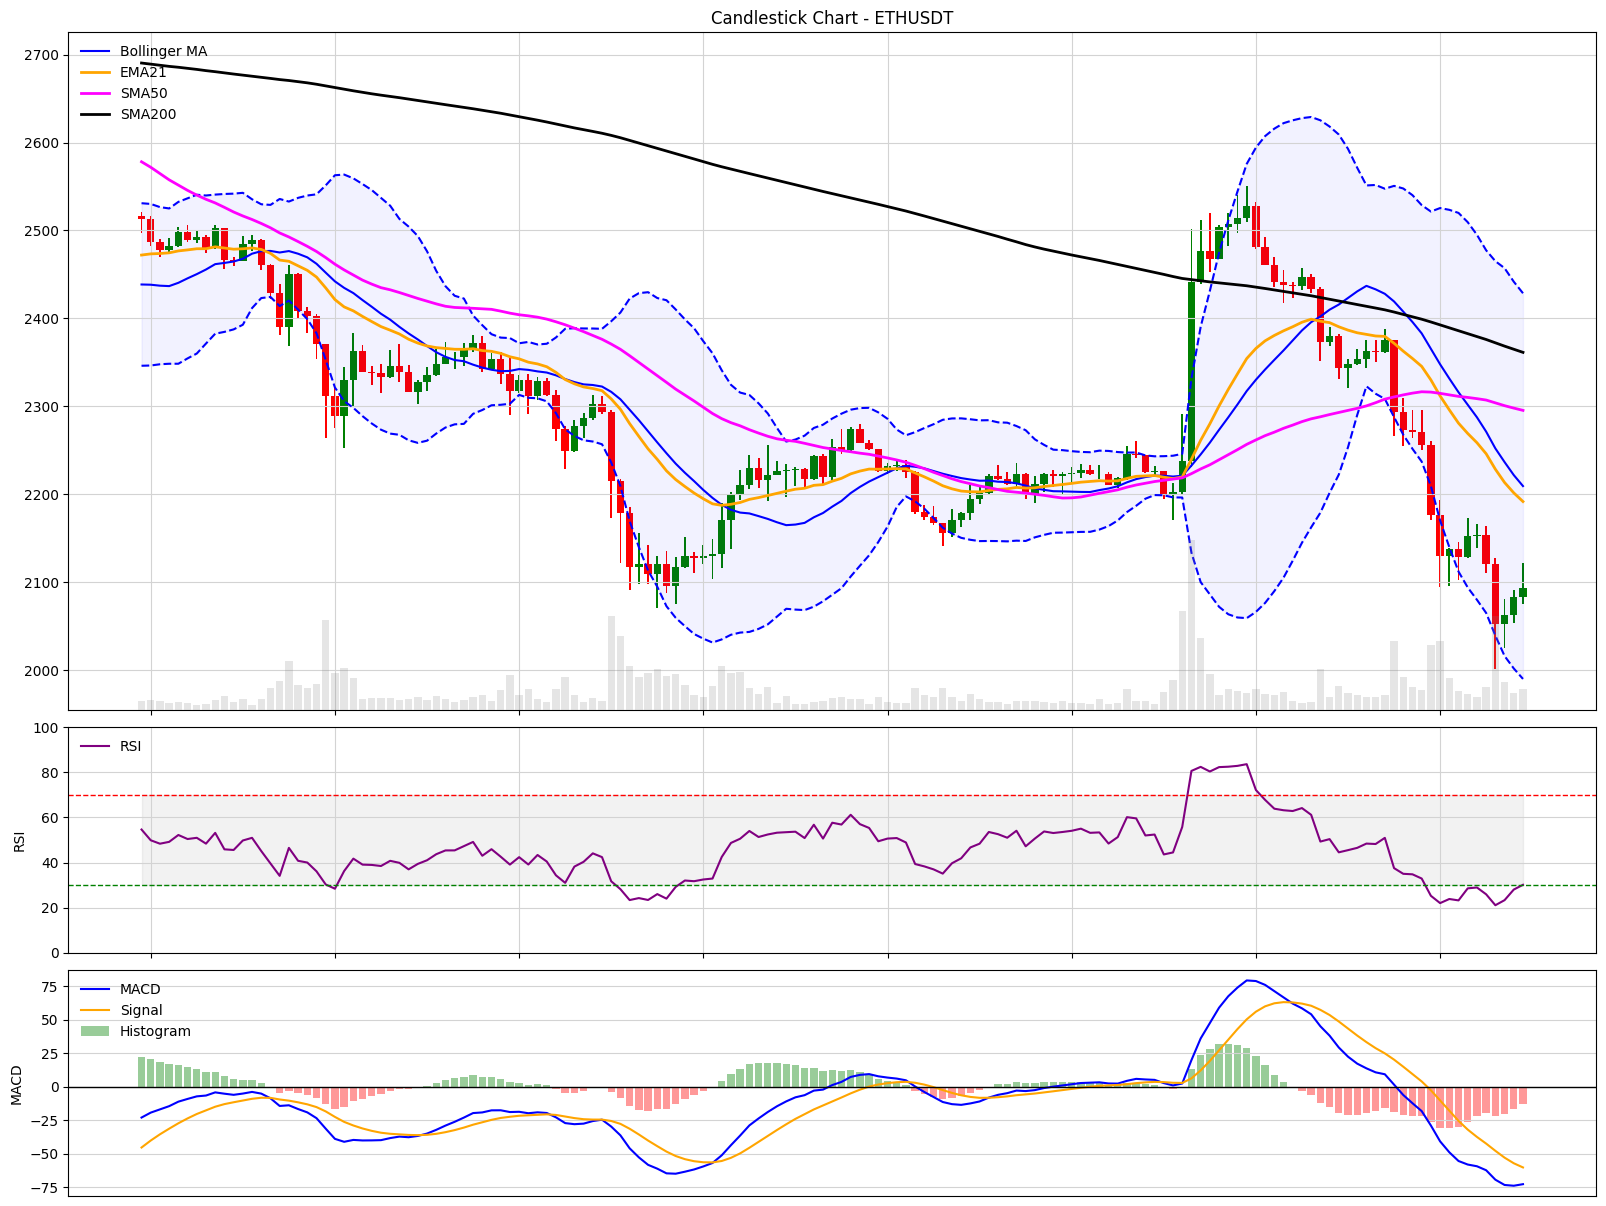 Candlestick Chart - ETHUSDT
Bollinger MA
EMA21
SMA50
SMA200
2700
2600
2500
2400
2300
2200
2100
2000
RSI
RSI
100
80
60
40
20
0
MACD
Signal
Histogram
MACD
75
50
25
0
−25
−50
−75